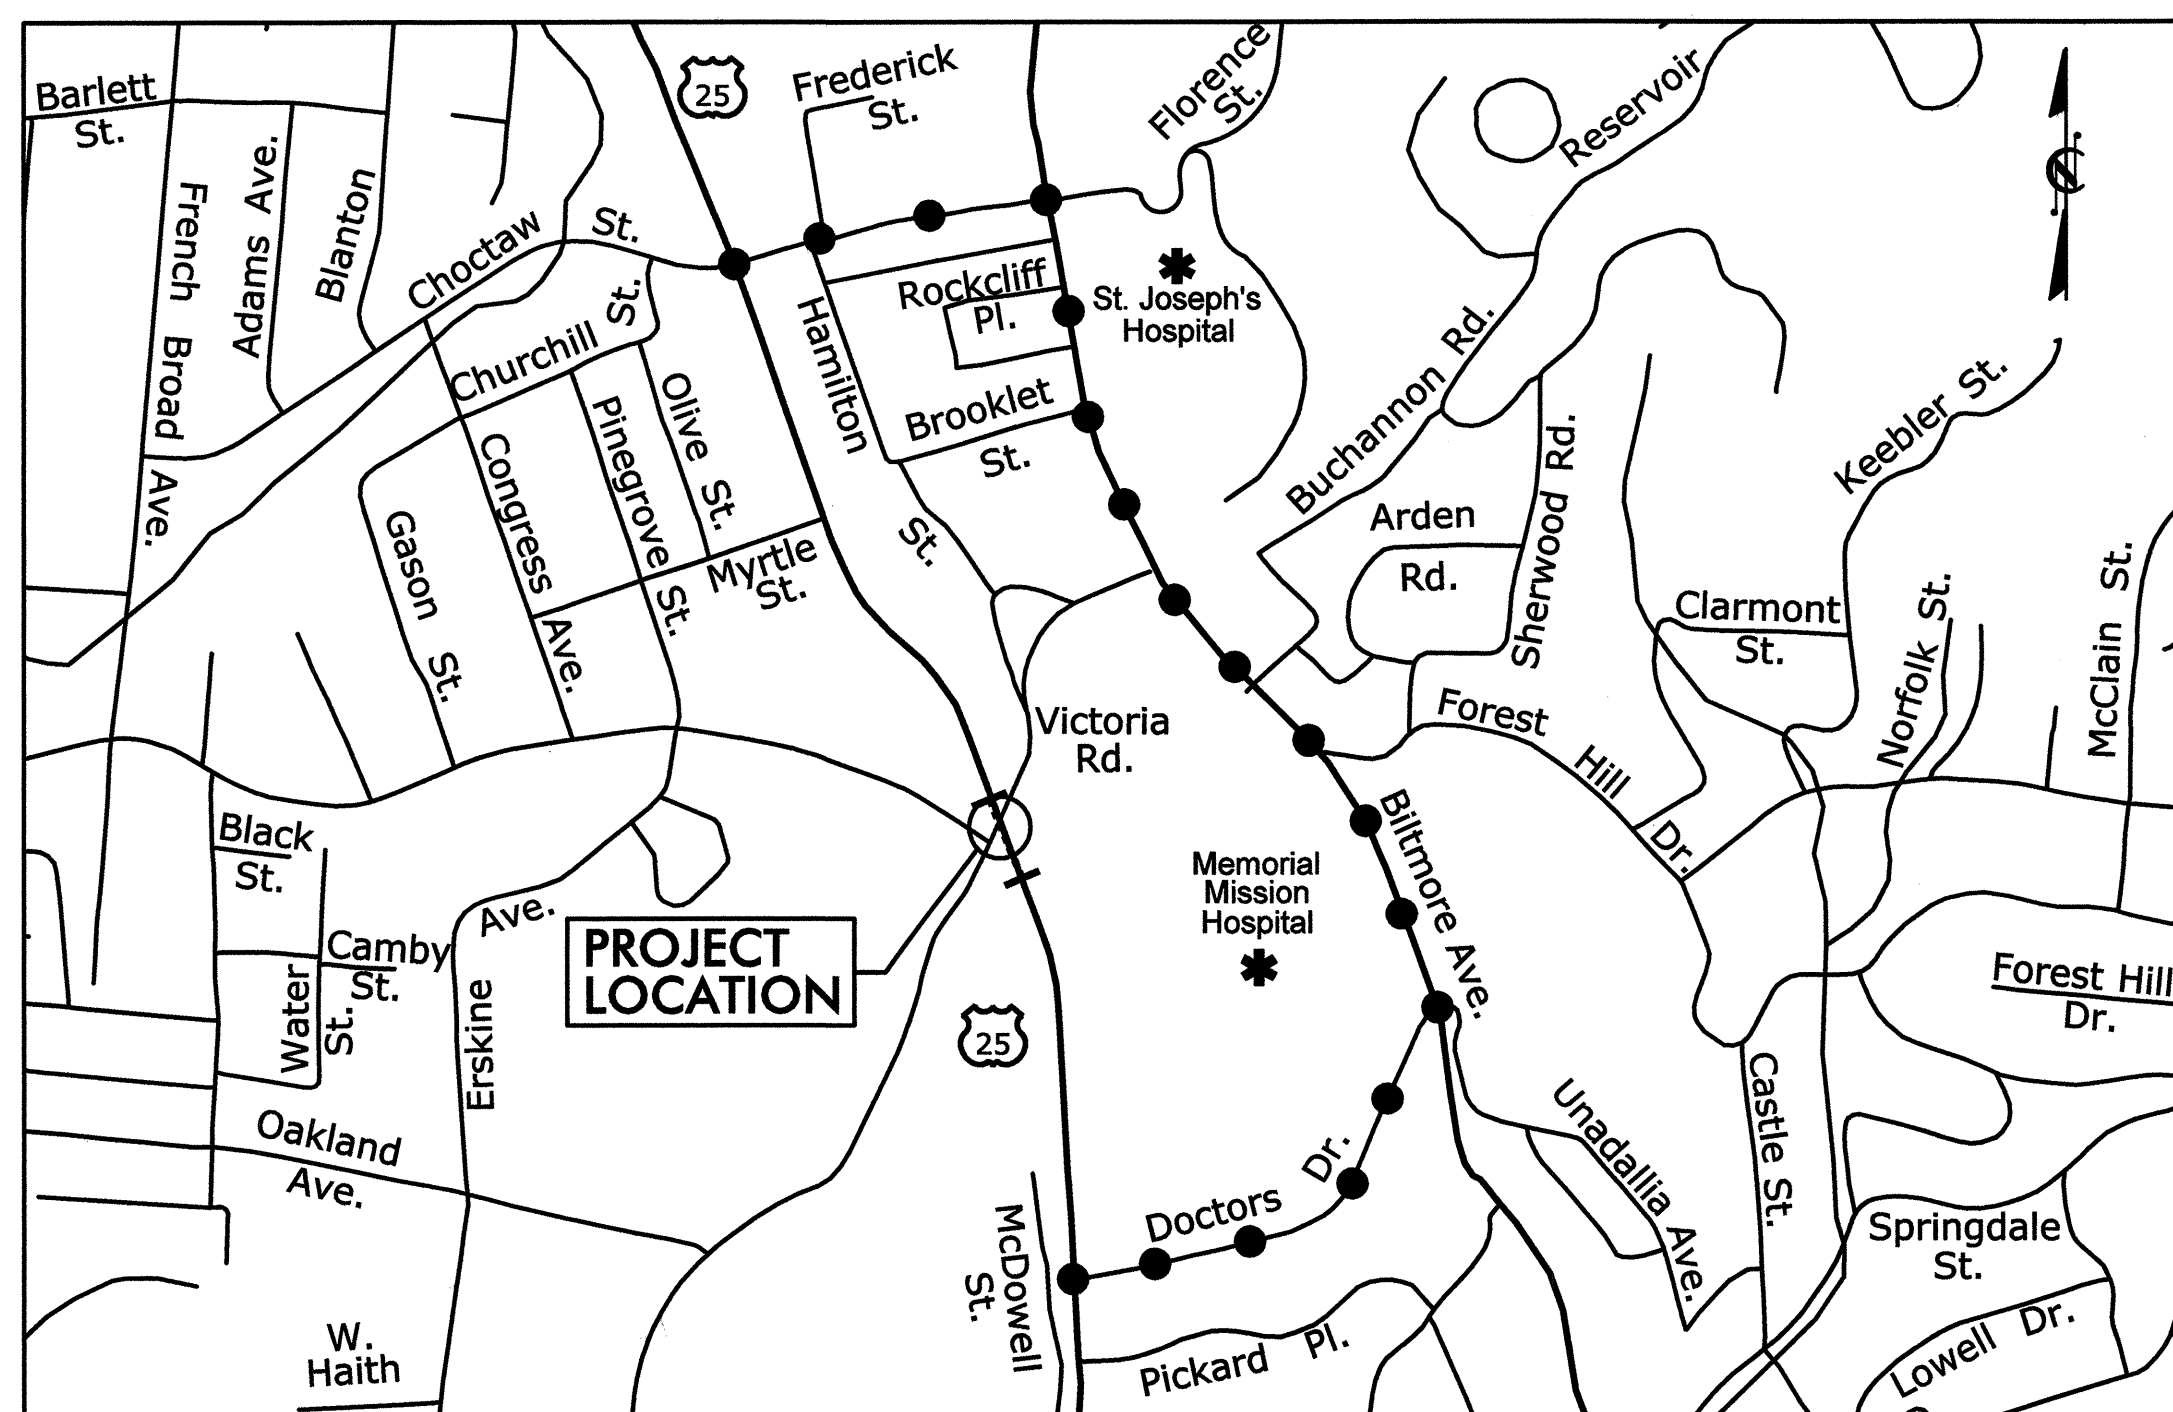 Barlett
St.
25
Frederick
St.
Florence
St.
Reservoir
French Broad
Ave.
Adams Ave.
Blanton
Choctaw
St.
N
Hamilton
St.
Rockcliff
Pl.
St. Joseph's
Hospital
Churchill
St.
Olive St.
Pinegrove
St.
Congress
Ave.
Gason St.
Myrtle
St.
Brooklet
St.
Buchannon Rd.
Arden
Rd.
Sherwood Rd.
Keebler St.
Clarmont
St.
Norfolk St.
McClain St.
Victoria
Rd.
Forest
Hill
Dr.
Black
St.
Biltmore Ave.
Memorial
Mission
Hospital
Camby
St.
Water
St.
Erskine
Ave.
PROJECT
LOCATION
25
Forest Hill
Dr.
Oakland
Ave.
Castle St.
Unadallia Ave.
Doctors Dr.
McDowell
St.
Springdale
St.
Pickard Pl.
Lowell Dr.
W.
Haith